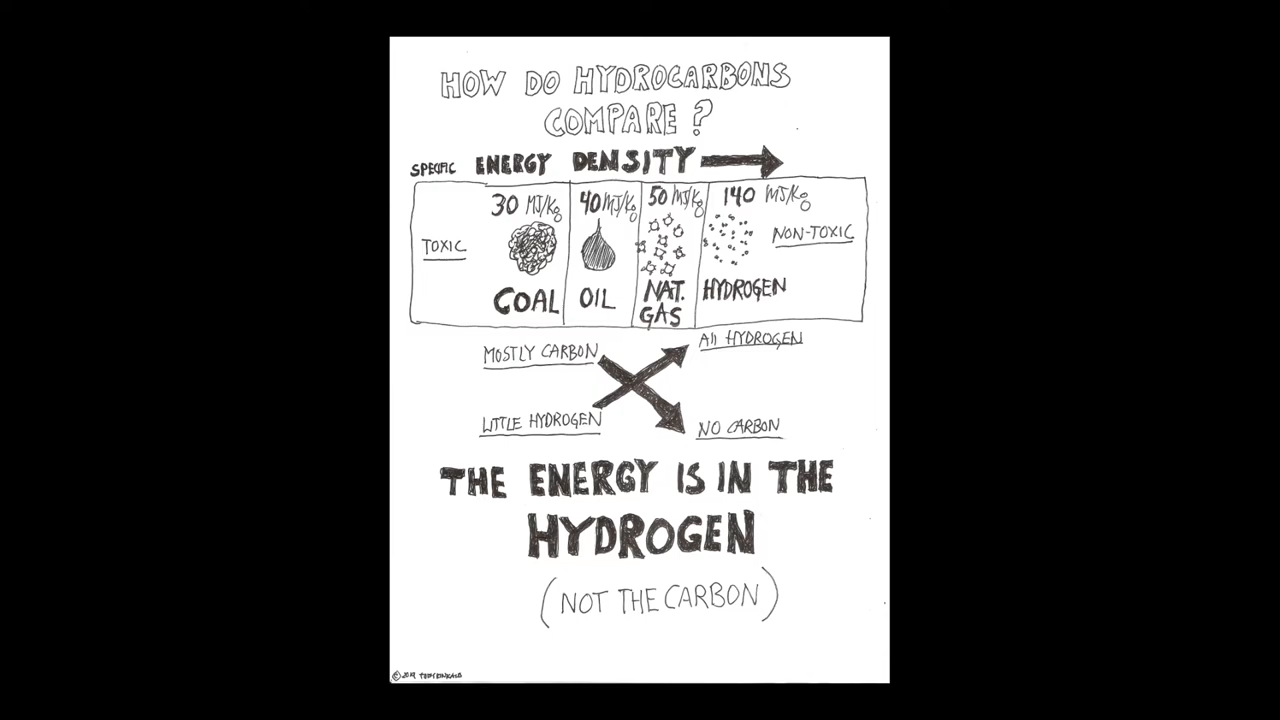 HOW DO HYDROCARBONS
COMPARE?
SPECIFIC ENERGY DENSITY
30 MJ/Kg 40 MJ/Kg 50 MJ/Kg 140 MJ/Kg
TOXIC NON-TOXIC
COAL OIL NAT. GAS HYDROGEN
MOSTLY CARBON All HYDROGEN
LITTLE HYDROGEN NO CARBON
THE ENERGY IS IN THE
HYDROGEN
(NOT THE CARBON)
© 2019